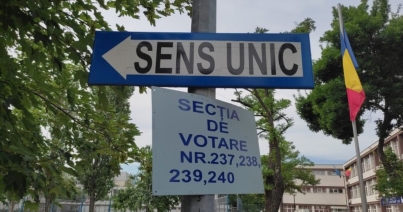 SENS UNIC
SECȚIA
DE
VOTARE
NR.237,238,
239,240